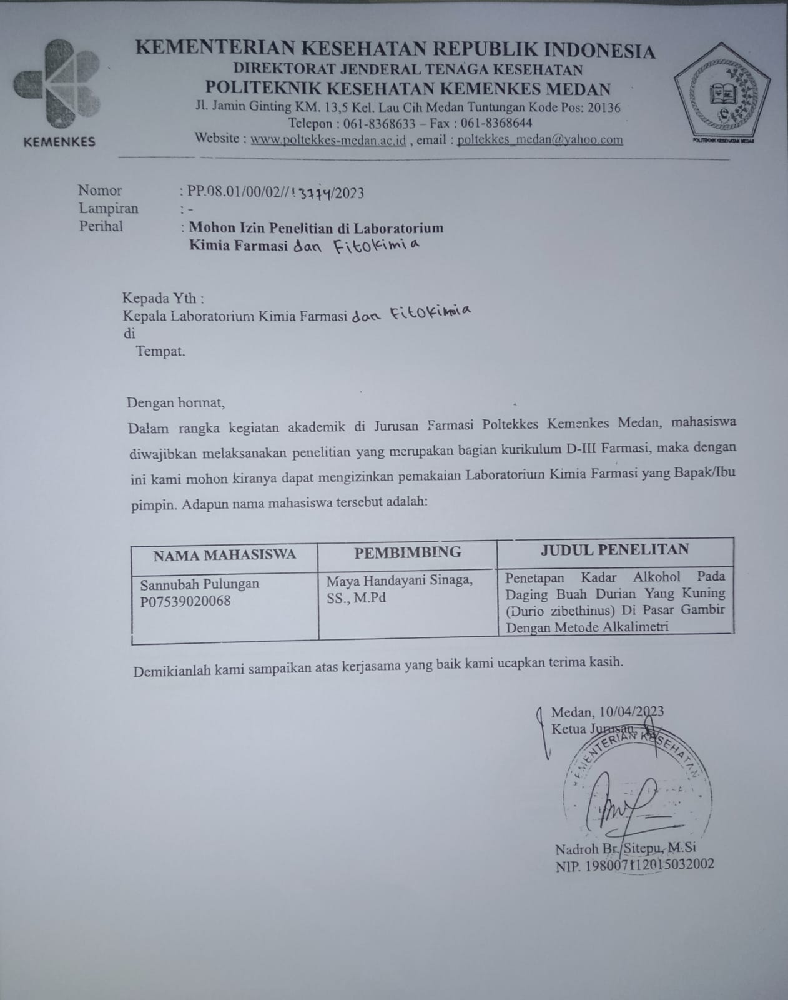 KEMENTERIAN KESEHATAN REPUBLIK INDONESIA
DIREKTORAT JENDERAL TENAGA KESEHATAN
POLITEKNIK KESEHATAN KEMENKES MEDAN
Jl. Jamin Ginting KM. 13,5 Kel. Lau Cih Medan Tuntungan Kode Pos: 20136
Telepon : 061-8368633 – Fax : 061-8368644
Website : www.poltekkes-medan.ac.id , email : poltekkes_medan@yahoo.com
KEMENKES
POLITEKNIK KESEHATAN MEDAN
Nomor : PP.08.01/00/02//13774/2023
Lampiran : -
Perihal : Mohon Izin Penelitian di Laboratorium
Kimia Farmasi dan Fitokimia
Kepada Yth :
Kepala Laboratorium Kimia Farmasi dan Fitokimia
di
Tempat.
Dengan hormat,
Dalam rangka kegiatan akademik di Jurusan Farmasi Poltekkes Kemenkes Medan, mahasiswa
diwajibkan melaksanakan penelitian yang merupakan bagian kurikulum D-III Farmasi, maka dengan
ini kami mohon kiranya dapat mengizinkan pemakaian Laboratorium Kimia Farmasi yang Bapak/Ibu
pimpin. Adapun nama mahasiswa tersebut adalah:
NAMA MAHASISWA PEMBIMBING JUDUL PENELITAN
Sannubah Pulungan
P07539020068
Maya Handayani Sinaga,
SS., M.Pd
Penetapan Kadar Alkohol Pada
Daging Buah Durian Yang Kuning
(Durio zibethinus) Di Pasar Gambir
Dengan Metode Alkalimetri
Demikianlah kami sampaikan atas kerjasama yang baik kami ucapkan terima kasih.
Medan, 10/04/2023
Ketua Jurusan,
KEMENTERIAN KESEHATAN
Nadroh Br. Sitepu, M.Si
NIP. 198007112015032002